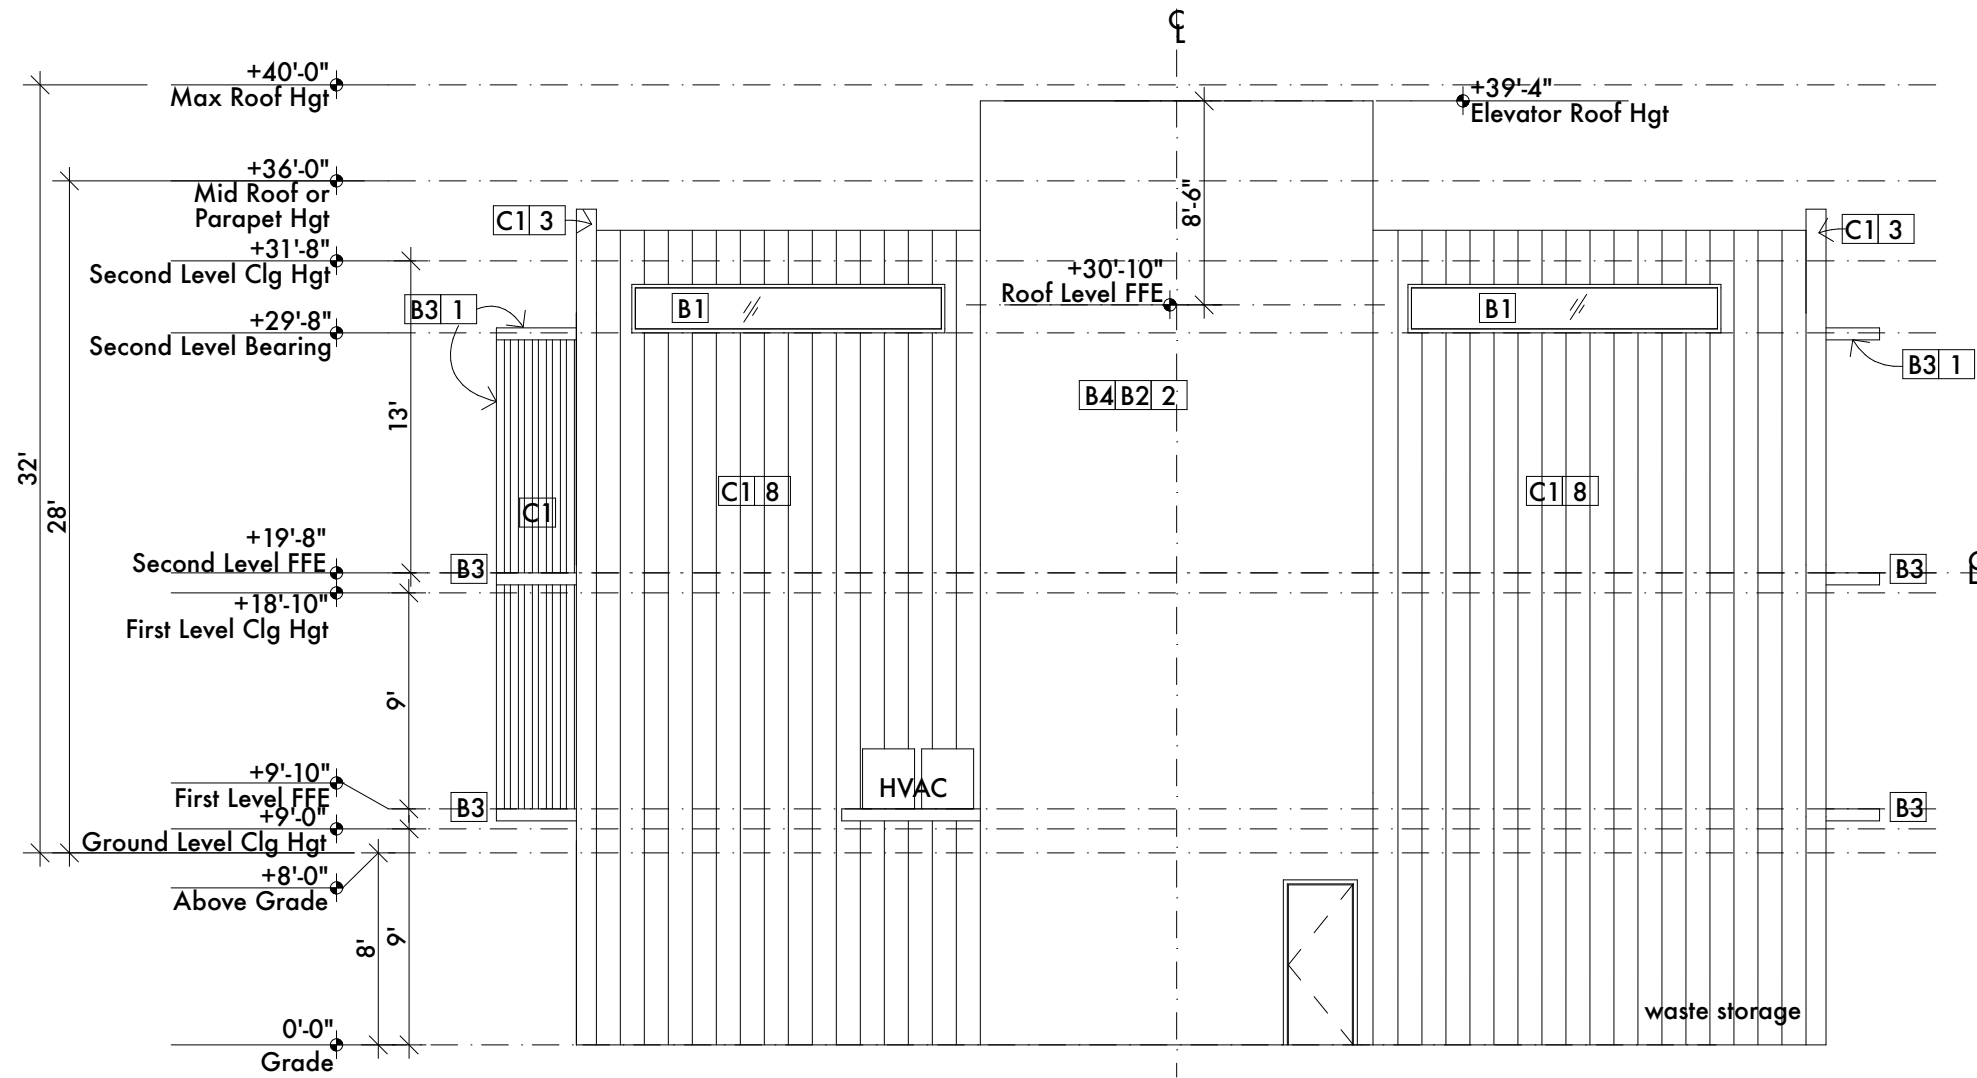 ℄
+40'-0"
Max Roof Hgt
+39'-4"
Elevator Roof Hgt
+36'-0"
Mid Roof or
Parapet Hgt
8'-6"
C1 3
C1 3
+31'-8"
Second Level Clg Hgt
+30'-10"
Roof Level FFE
B3 1
B1
B1
+29'-8"
Second Level Bearing
B3 1
B4 B2 2
13'
32'
28'
C1
C1 8
C1 8
+19'-8"
Second Level FFE
B3
B3
℄
+18'-10"
First Level Clg Hgt
9'
+9'-10"
First Level FFE
HVAC
B3
B3
+9'-0"
Ground Level Clg Hgt
+8'-0"
Above Grade
8'
9'
waste storage
0'-0"
Grade